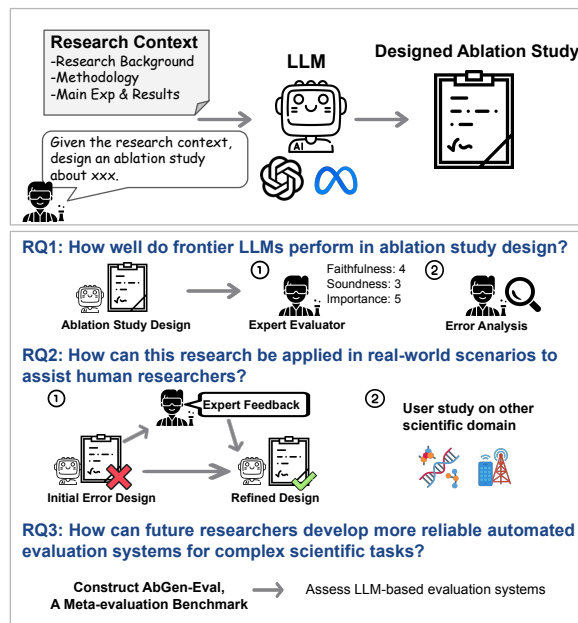 Research Context
-Research Background
-Methodology
-Main Exp & Results
LLM
Designed Ablation Study
Given the research context,
design an ablation study
about xxx.
AI
RQ1: How well do frontier LLMs perform in ablation study design?
Ablation Study Design
1
Faithfulness: 4
Soundness: 3
Importance: 5
Expert Evaluator
2
Error Analysis
RQ2: How can this research be applied in real-world scenarios to
assist human researchers?
1
Expert Feedback
Initial Error Design
Refined Design
2
User study on other
scientific domain
RQ3: How can future researchers develop more reliable automated
evaluation systems for complex scientific tasks?
Construct AbGen-Eval,
A Meta-evaluation Benchmark
Assess LLM-based evaluation systems